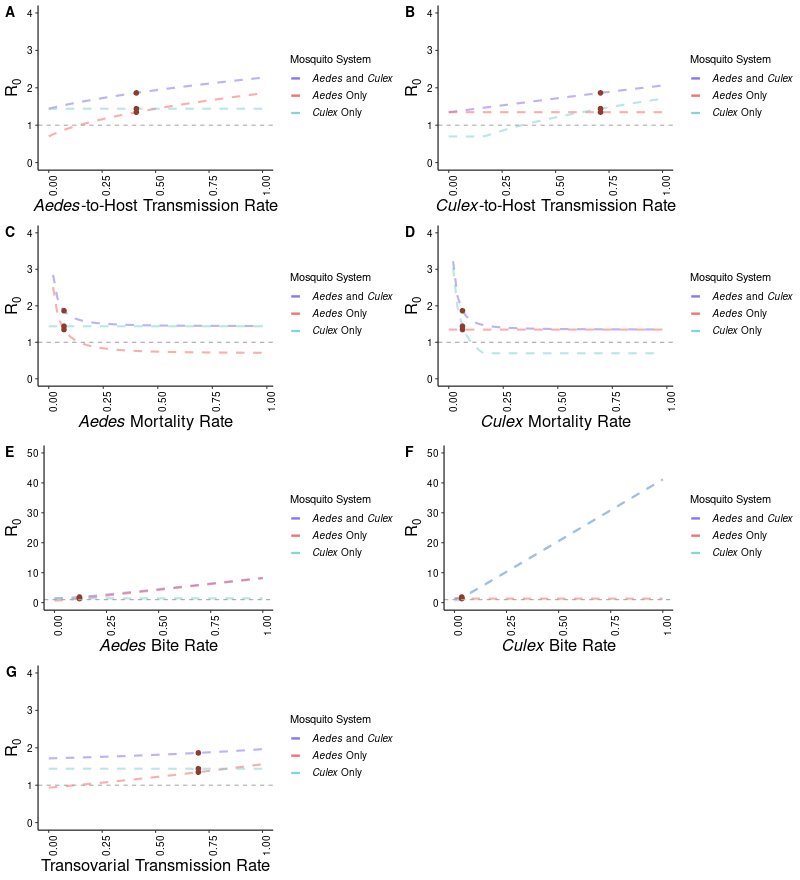 A
4
3
2
1
0
R0
0.00
0.25
0.50
0.75
1.00
Aedes-to-Host Transmission Rate
Mosquito System
Aedes and Culex
Aedes Only
Culex Only
B
4
3
2
1
0
R0
0.00
0.25
0.50
0.75
1.00
Culex-to-Host Transmission Rate
Mosquito System
Aedes and Culex
Aedes Only
Culex Only
C
4
3
2
1
0
R0
0.00
0.25
0.50
0.75
1.00
Aedes Mortality Rate
Mosquito System
Aedes and Culex
Aedes Only
Culex Only
D
4
3
2
1
0
R0
0.00
0.25
0.50
0.75
1.00
Culex Mortality Rate
Mosquito System
Aedes and Culex
Aedes Only
Culex Only
E
50
40
30
20
10
0
R0
0.00
0.25
0.50
0.75
1.00
Aedes Bite Rate
Mosquito System
Aedes and Culex
Aedes Only
Culex Only
F
50
40
30
20
10
0
R0
0.00
0.25
0.50
0.75
1.00
Culex Bite Rate
Mosquito System
Aedes and Culex
Aedes Only
Culex Only
G
4
3
2
1
0
R0
0.00
0.25
0.50
0.75
1.00
Transovarial Transmission Rate
Mosquito System
Aedes and Culex
Aedes Only
Culex Only